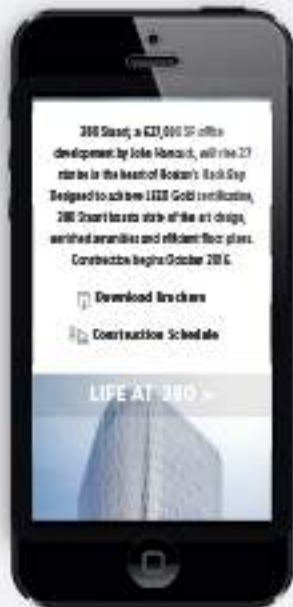 380 Stuart, a 627,000 SF office
development by John Hancock, will rise 27
stories in the heart of Boston's Back Bay.
Designed to achieve LEED Gold certification,
380 Stuart boasts state of the art design,
enriched amenities and efficient floor plans.
Construction begins October 2016.
Download Brochure
Construction Schedule
LIFE AT 380 >